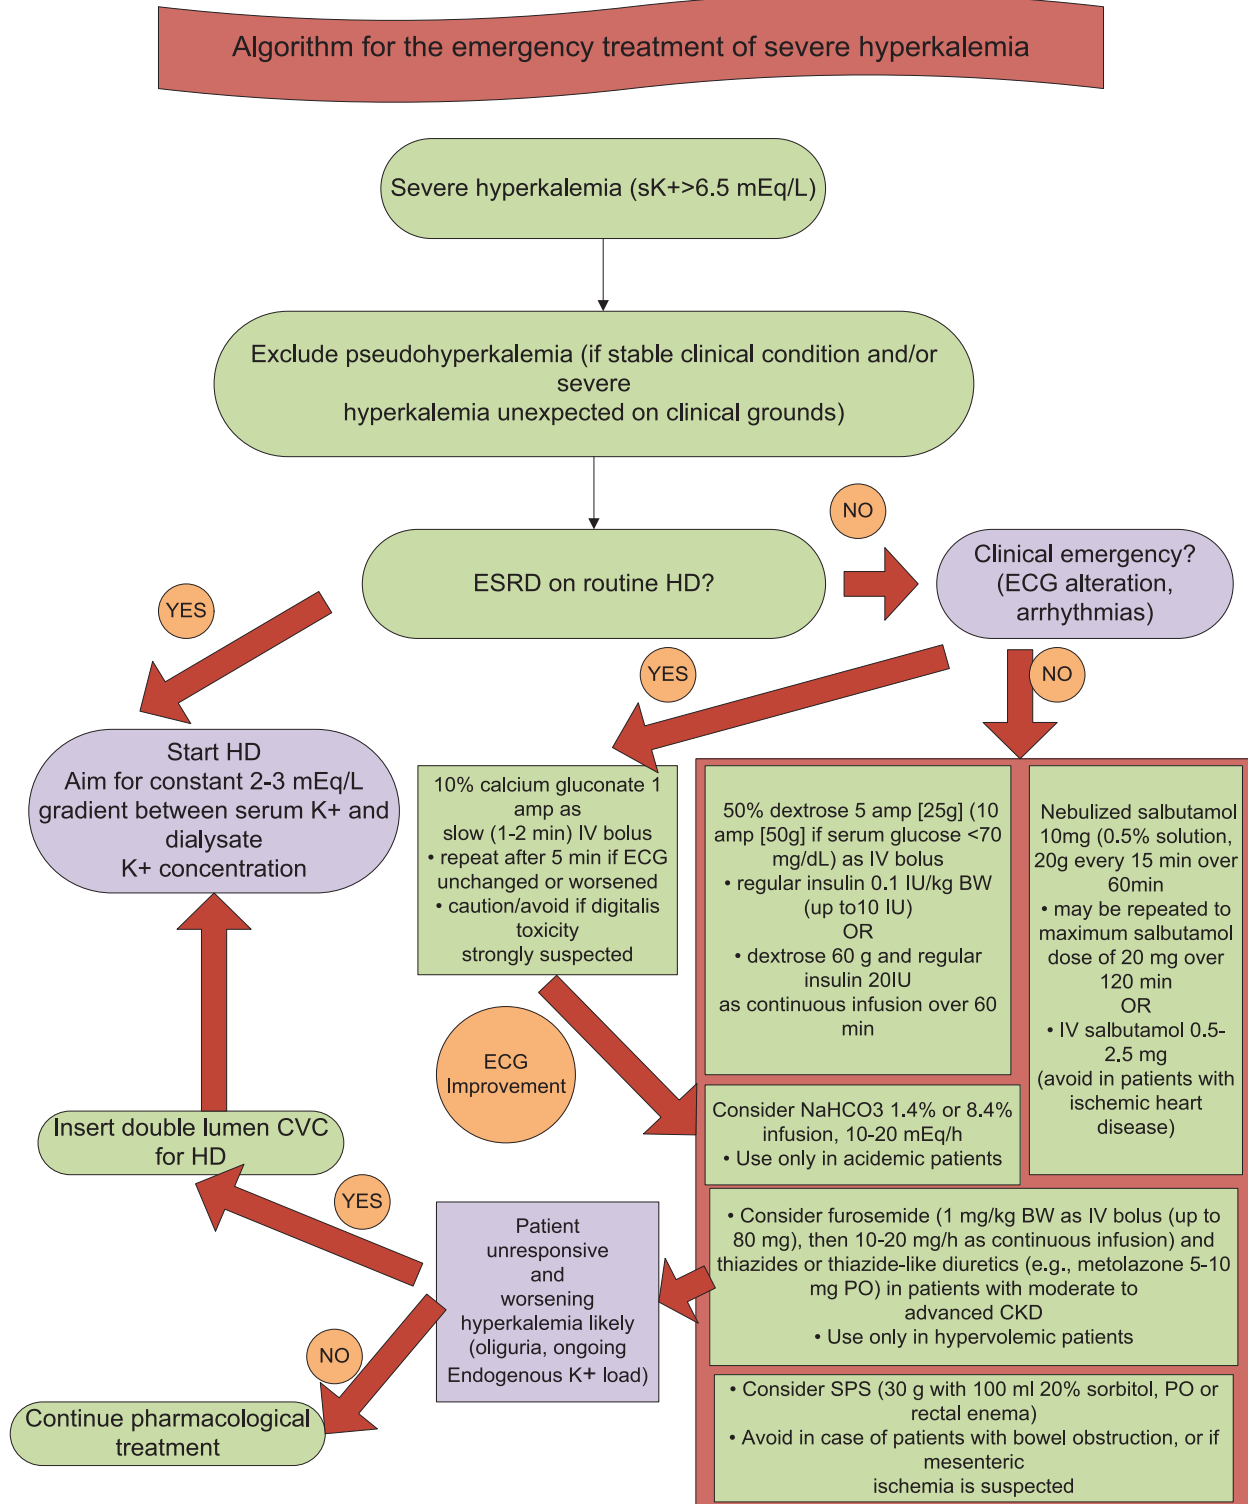 Algorithm for the emergency treatment of severe hyperkalemia
Severe hyperkalemia (sK+>6.5 mEq/L)
Exclude pseudohyperkalemia (if stable clinical condition and/or
severe
hyperkalemia unexpected on clinical grounds)
ESRD on routine HD?
NO
Clinical emergency?
(ECG alteration,
arrhythmias)
YES
YES
NO
Start HD
Aim for constant 2-3 mEq/L
gradient between serum K+ and
dialysate
K+ concentration
10% calcium gluconate 1
amp as
slow (1-2 min) IV bolus
• repeat after 5 min if ECG
unchanged or worsened
• caution/avoid if digitalis
toxicity
strongly suspected
50% dextrose 5 amp [25g] (10
amp [50g] if serum glucose <70
mg/dL) as IV bolus
• regular insulin 0.1 IU/kg BW
(up to10 IU)
OR
• dextrose 60 g and regular
insulin 20IU
as continuous infusion over 60
min
Nebulized salbutamol
10mg (0.5% solution,
20g every 15 min over
60min
• may be repeated to
maximum salbutamol
dose of 20 mg over
120 min
OR
• IV salbutamol 0.5-
2.5 mg
(avoid in patients with
ischemic heart
disease)
ECG
Improvement
Consider NaHCO3 1.4% or 8.4%
infusion, 10-20 mEq/h
• Use only in acidemic patients
Insert double lumen CVC
for HD
YES
Patient
unresponsive
and
worsening
hyperkalemia likely
(oliguria, ongoing
Endogenous K+ load)
• Consider furosemide (1 mg/kg BW as IV bolus (up to
80 mg), then 10-20 mg/h as continuous infusion) and
thiazides or thiazide-like diuretics (e.g., metolazone 5-10
mg PO) in patients with moderate to
advanced CKD
• Use only in hypervolemic patients
NO
Continue pharmacological
treatment
• Consider SPS (30 g with 100 ml 20% sorbitol, PO or
rectal enema)
• Avoid in case of patients with bowel obstruction, or if
mesenteric
ischemia is suspected